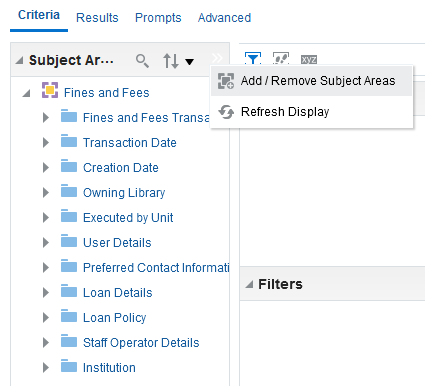 Criteria Results Prompts Advanced
Subject Ar...
xyz
Add / Remove Subject Areas
Refresh Display
Fines and Fees
Fines and Fees Transa
Transaction Date
Creation Date
Owning Library
Executed by Unit
User Details
Preferred Contact Informati
Loan Details
Loan Policy
Staff Operator Details
Institution
Filters